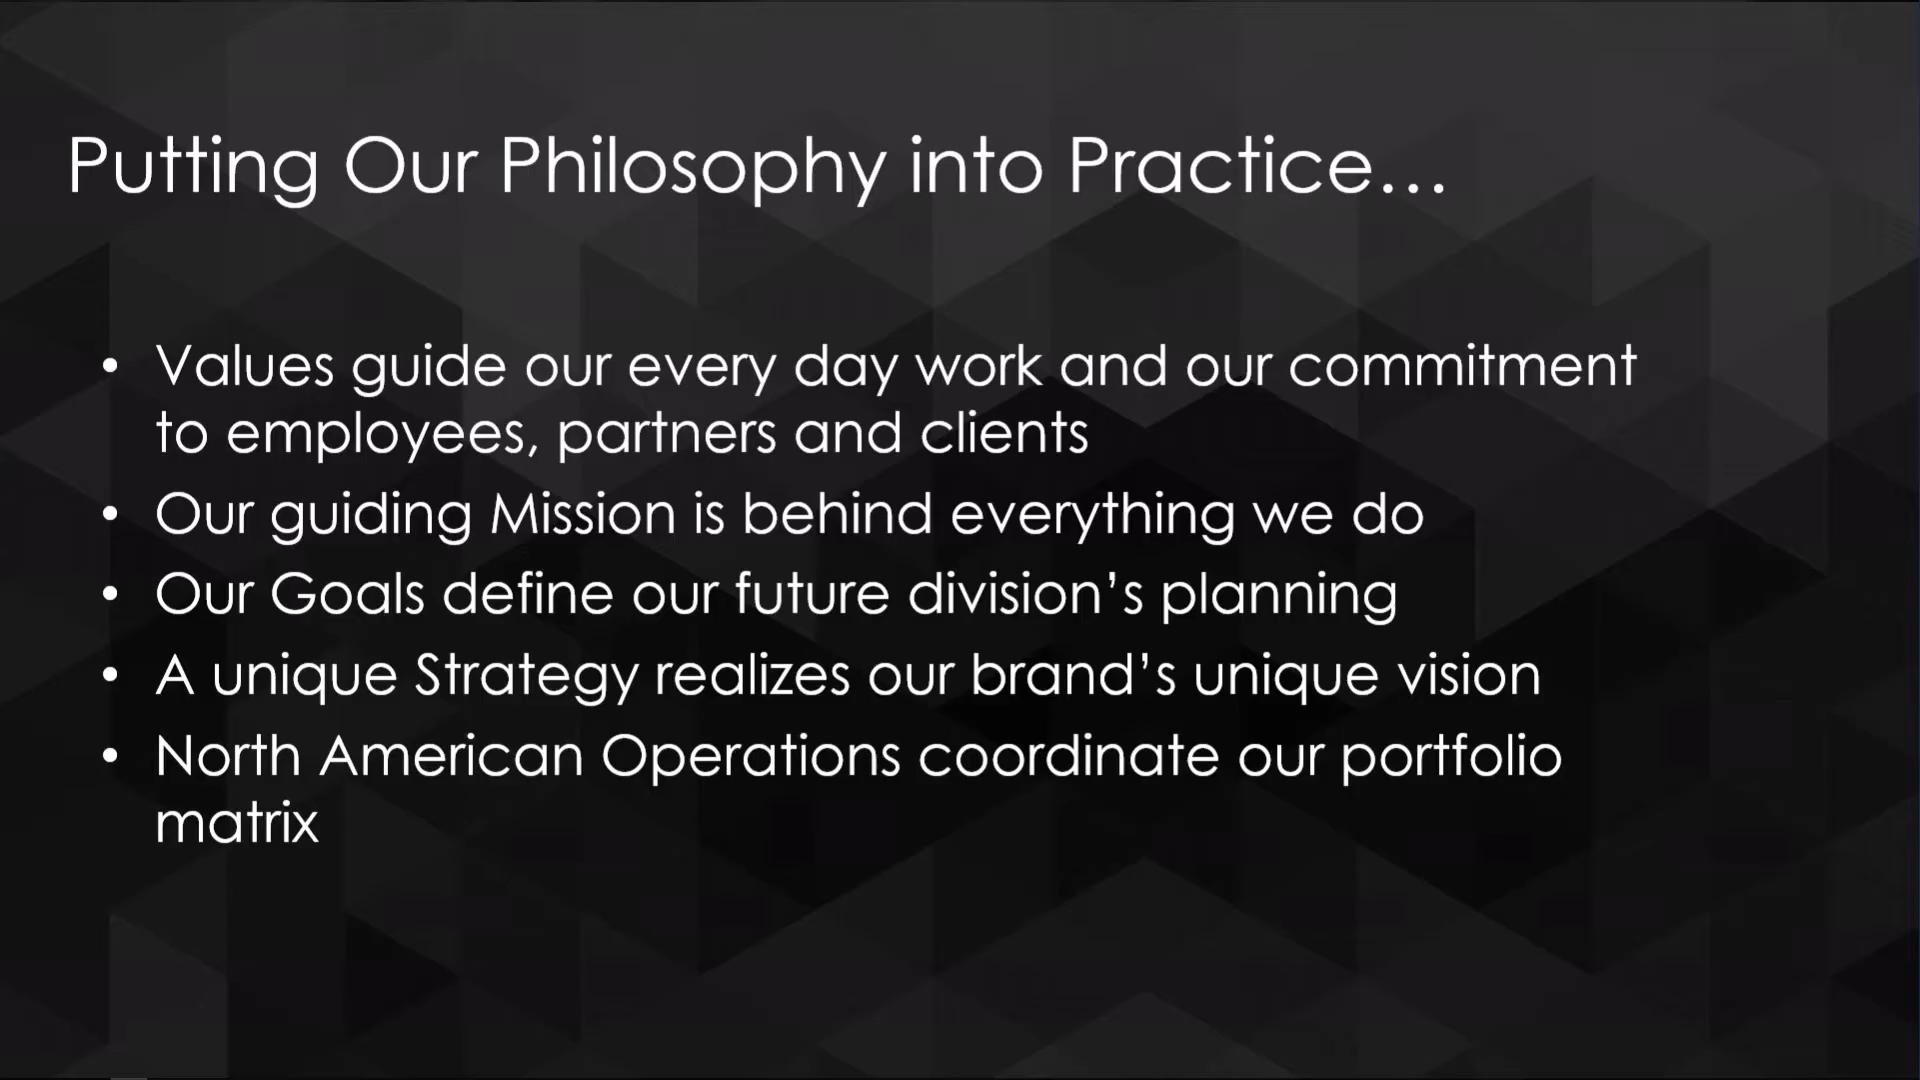 Putting Our Philosophy into Practice…
• Values guide our every day work and our commitment
to employees, partners and clients
• Our guiding Mission is behind everything we do
• Our Goals define our future division’s planning
• A unique Strategy realizes our brand’s unique vision
• North American Operations coordinate our portfolio
matrix